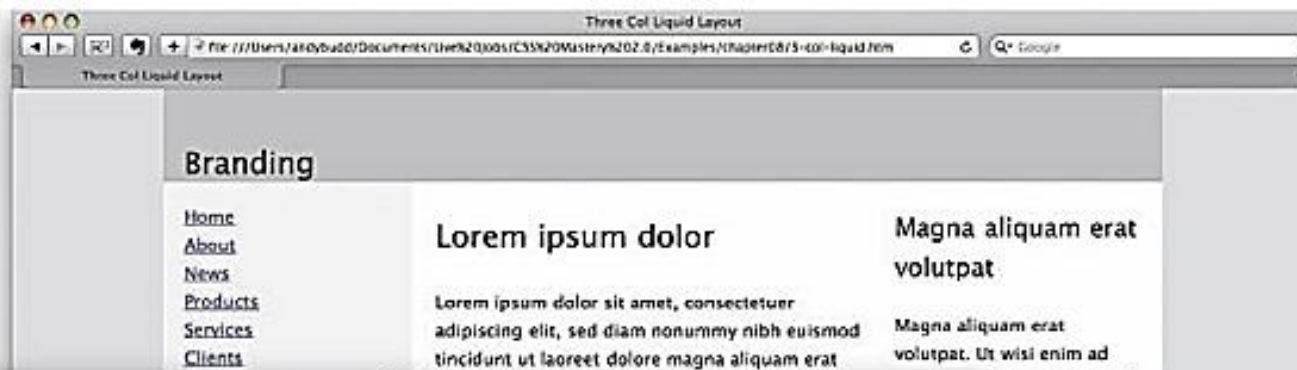 Three Col Liquid Layout
file:///Users/andybudd/Documents/Live%20Jobs/CSS%20Mastery%202.0/Examples/chapter08/3-col-liquid.htm
Google
Three Col Liquid Layout
Branding
Home
About
News
Products
Services
Clients
Lorem ipsum dolor
Lorem ipsum dolor sit amet, consectetuer
adipiscing elit, sed diam nonummy nibh euismod
tincidunt ut laoreet dolore magna aliquam erat
Magna aliquam erat
volutpat
Magna aliquam erat
volutpat. Ut wisi enim ad